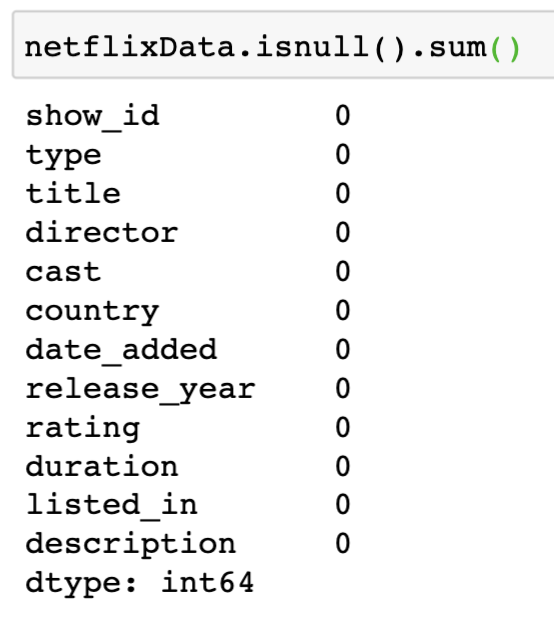 netflixData.isnull().sum()
show_id 0
type 0
title 0
director 0
cast 0
country 0
date_added 0
release_year 0
rating 0
duration 0
listed_in 0
description 0
dtype: int64